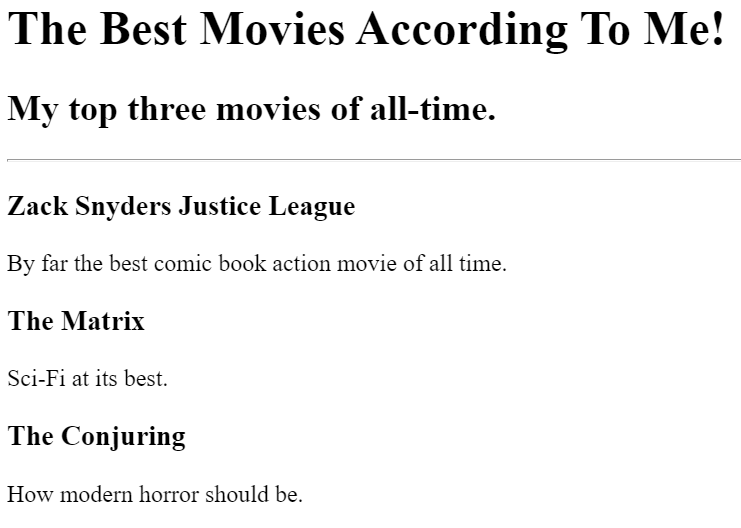 The Best Movies According To Me!
My top three movies of all-time.
Zack Snyders Justice League
By far the best comic book action movie of all time.
The Matrix
Sci-Fi at its best.
The Conjuring
How modern horror should be.